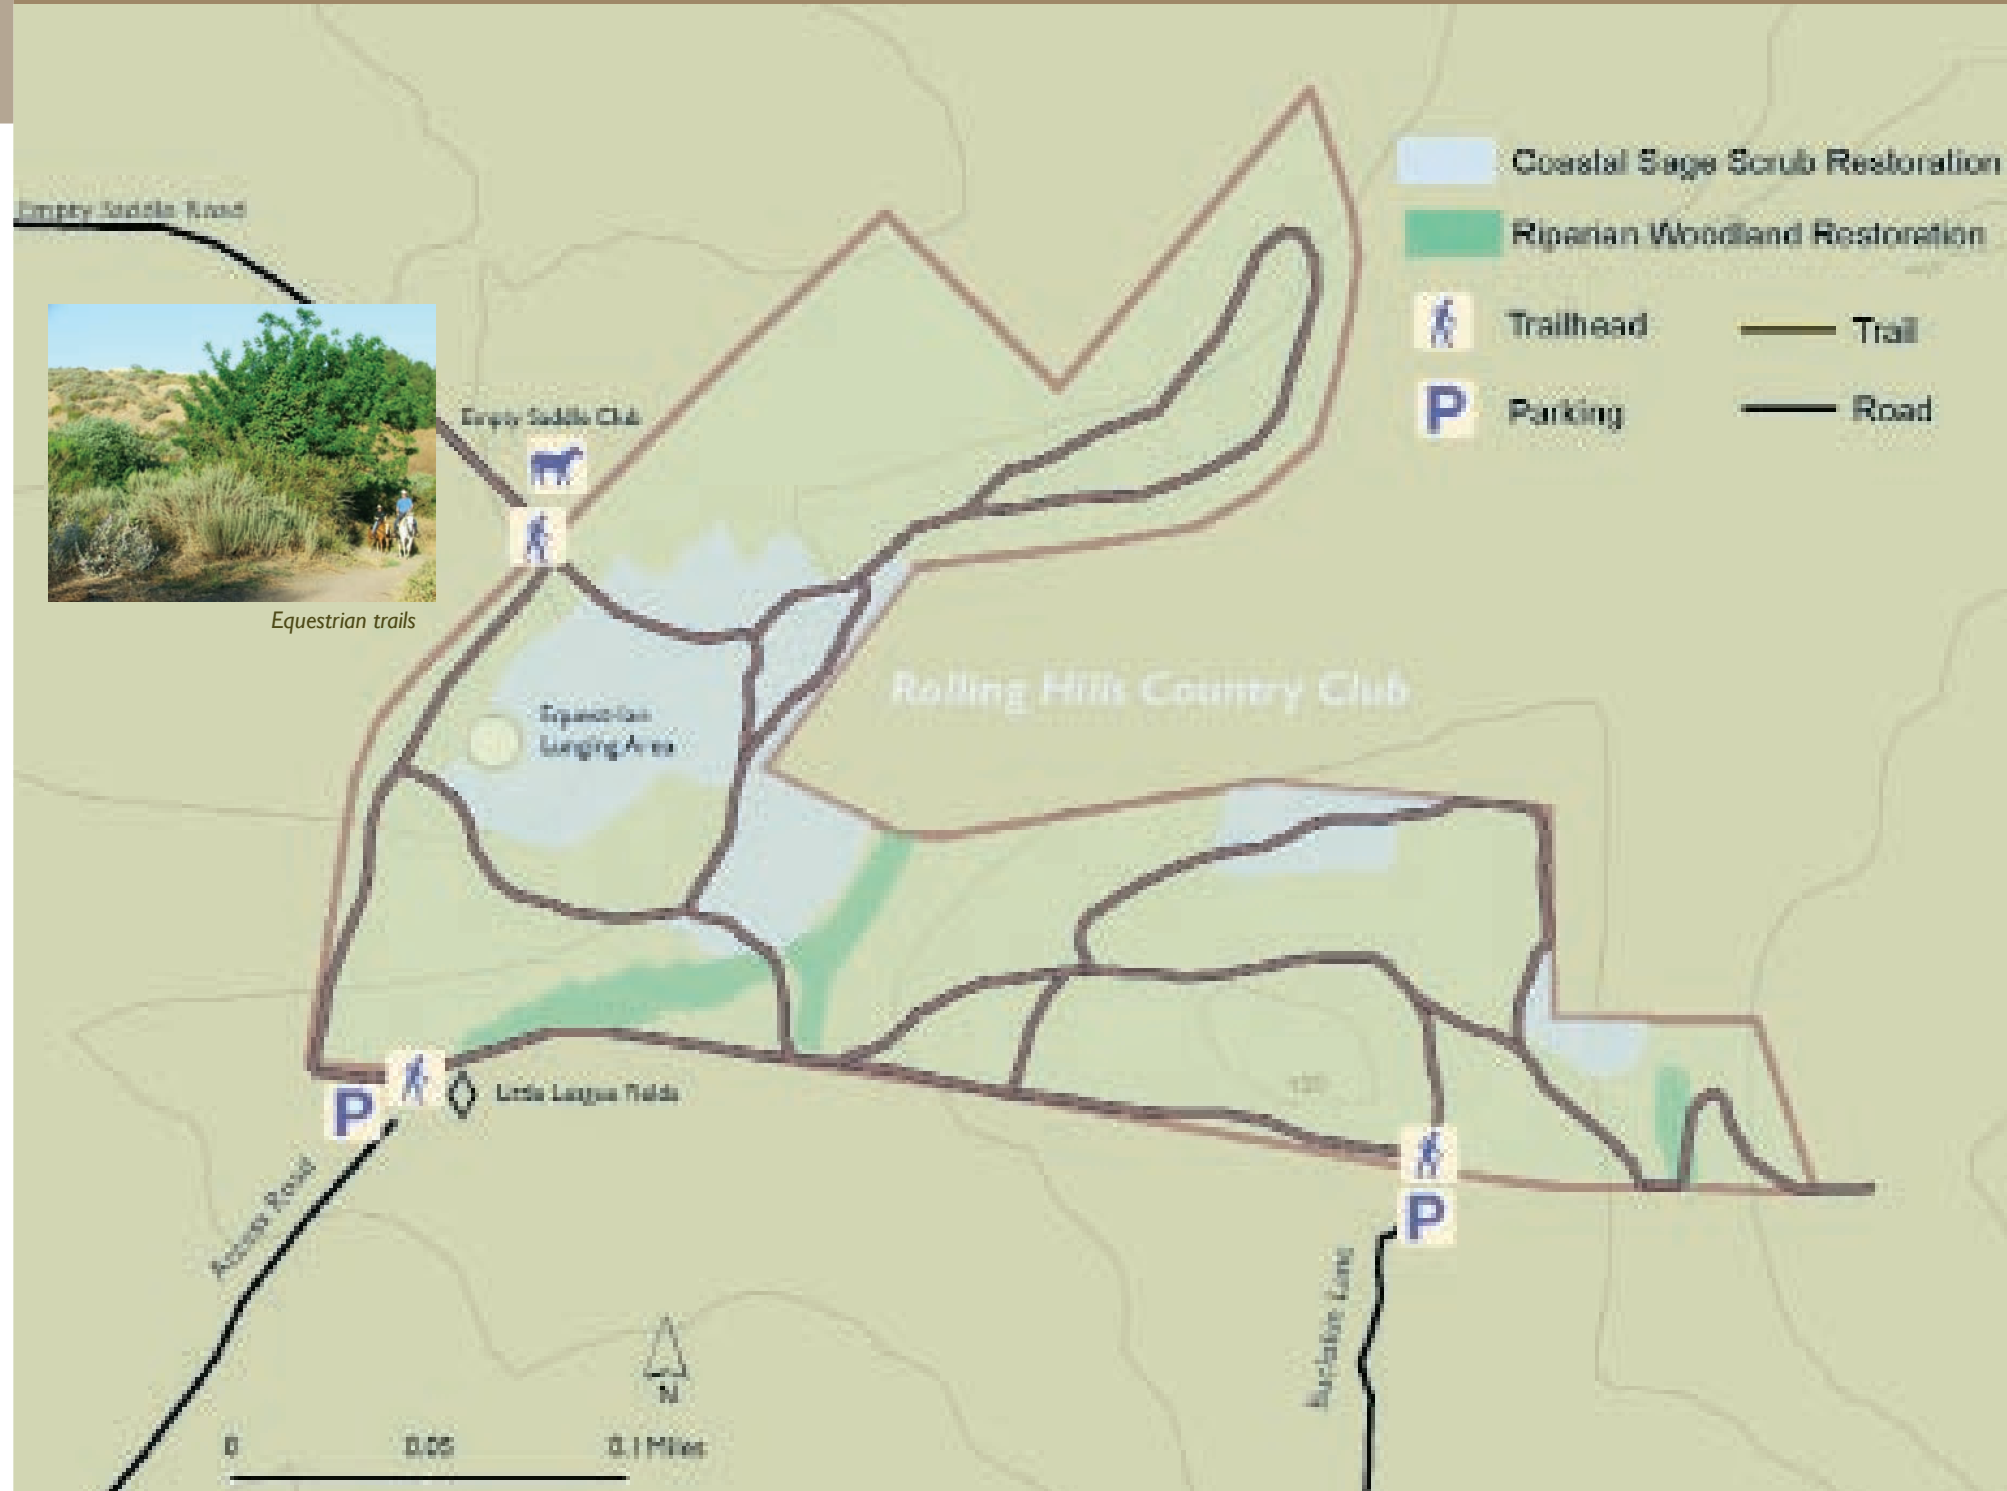 Empty Saddle Road
Coastal Sage Scrub Restoration
Riparian Woodland Restoration
Trailhead
Trail
P
Parking
Road
Empty Saddle Club
Equestrian trails
Rolling Hills Country Club
Equestrian
Lunging Area
P
Little League Fields
Access Road
P
Lane
N
0
0.05
0.1 Miles